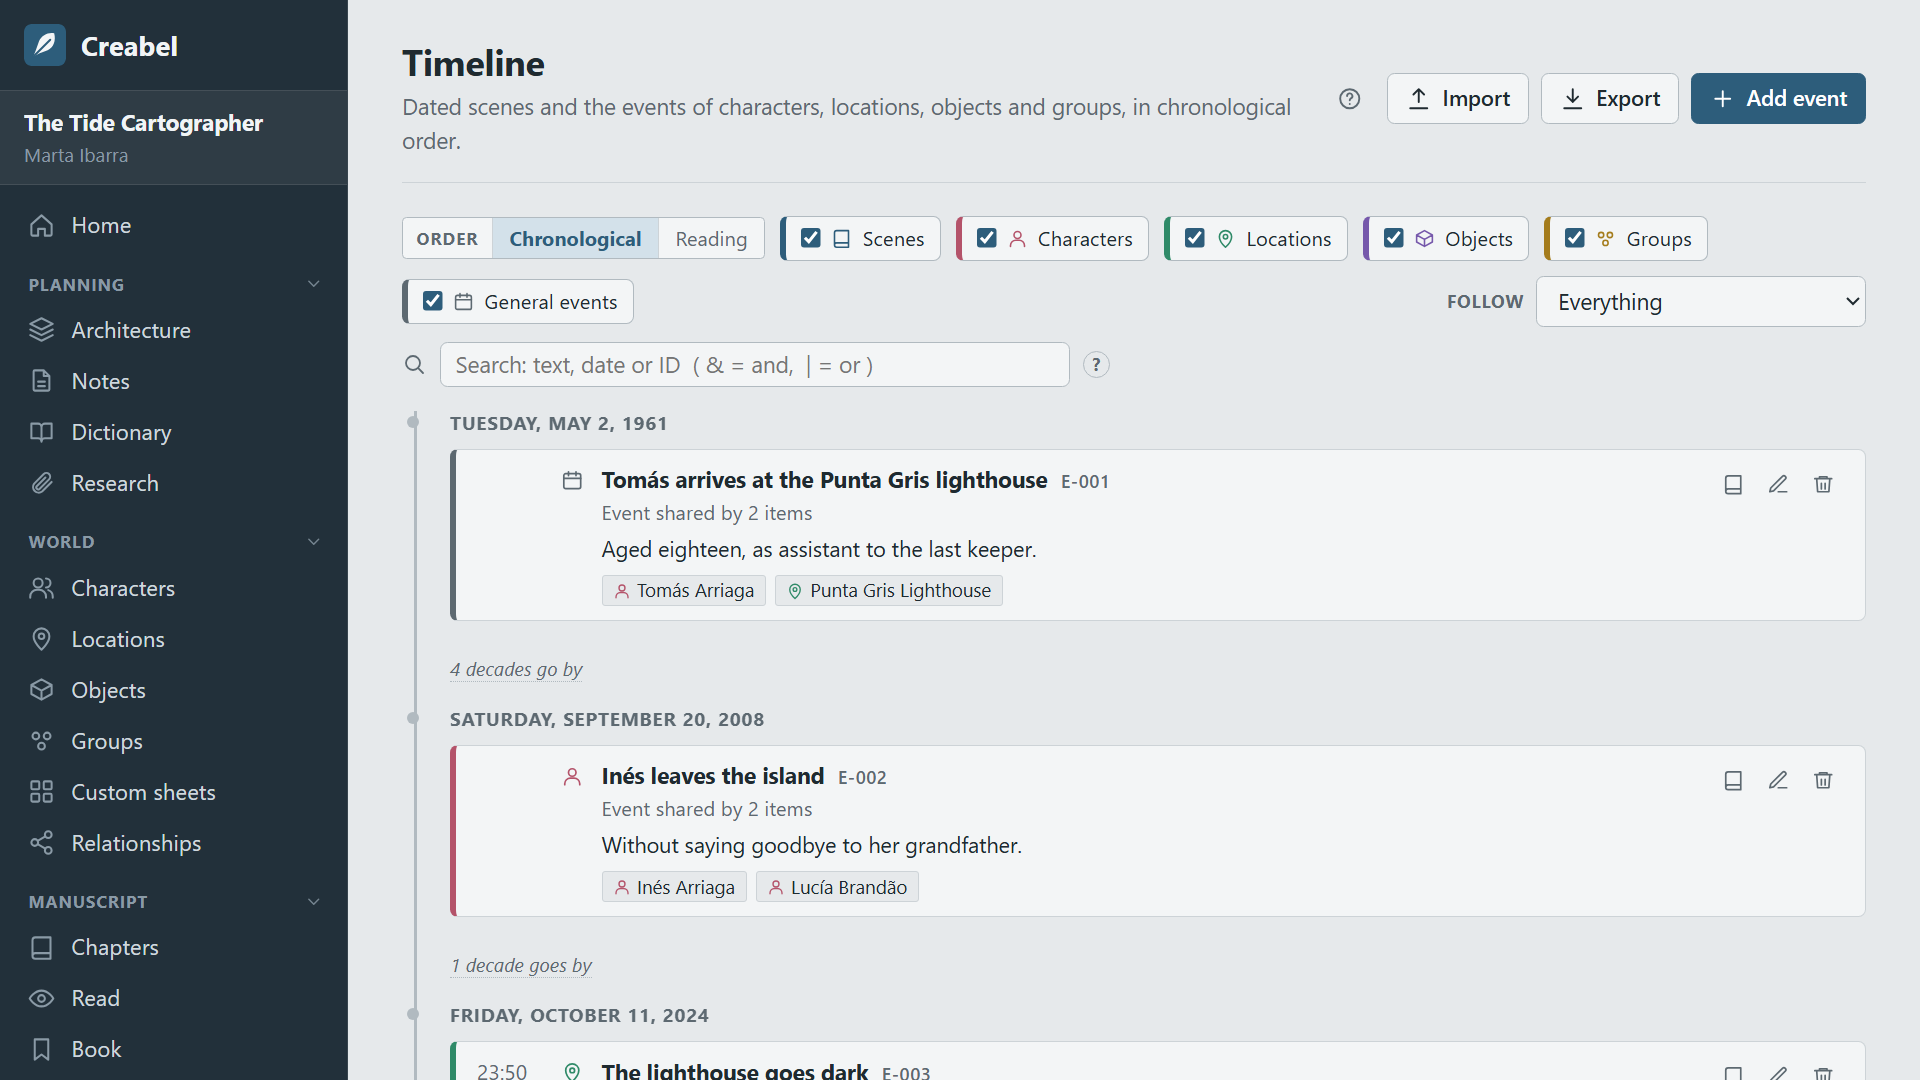 Creabel
The Tide Cartographer
Marta Ibarra
Home
PLANNING
Architecture
Notes
Dictionary
Research
WORLD
Characters
Locations
Objects
Groups
Custom sheets
Relationships
MANUSCRIPT
Chapters
Read
Book
Timeline
Dated scenes and the events of characters, locations, objects and groups, in chronological
order.
Import
Export
Add event
ORDER Chronological Reading
Scenes
Characters
Locations
Objects
Groups
General events
FOLLOW Everything
Search: text, date or ID ( & = and, | = or )
?
TUESDAY, MAY 2, 1961
Tomás arrives at the Punta Gris lighthouse E-001
Event shared by 2 items
Aged eighteen, as assistant to the last keeper.
Tomás Arriaga Punta Gris Lighthouse
4 decades go by
SATURDAY, SEPTEMBER 20, 2008
Inés leaves the island E-002
Event shared by 2 items
Without saying goodbye to her grandfather.
Inés Arriaga Lucía Brandão
1 decade goes by
FRIDAY, OCTOBER 11, 2024
23:50 The lighthouse goes dark E-003